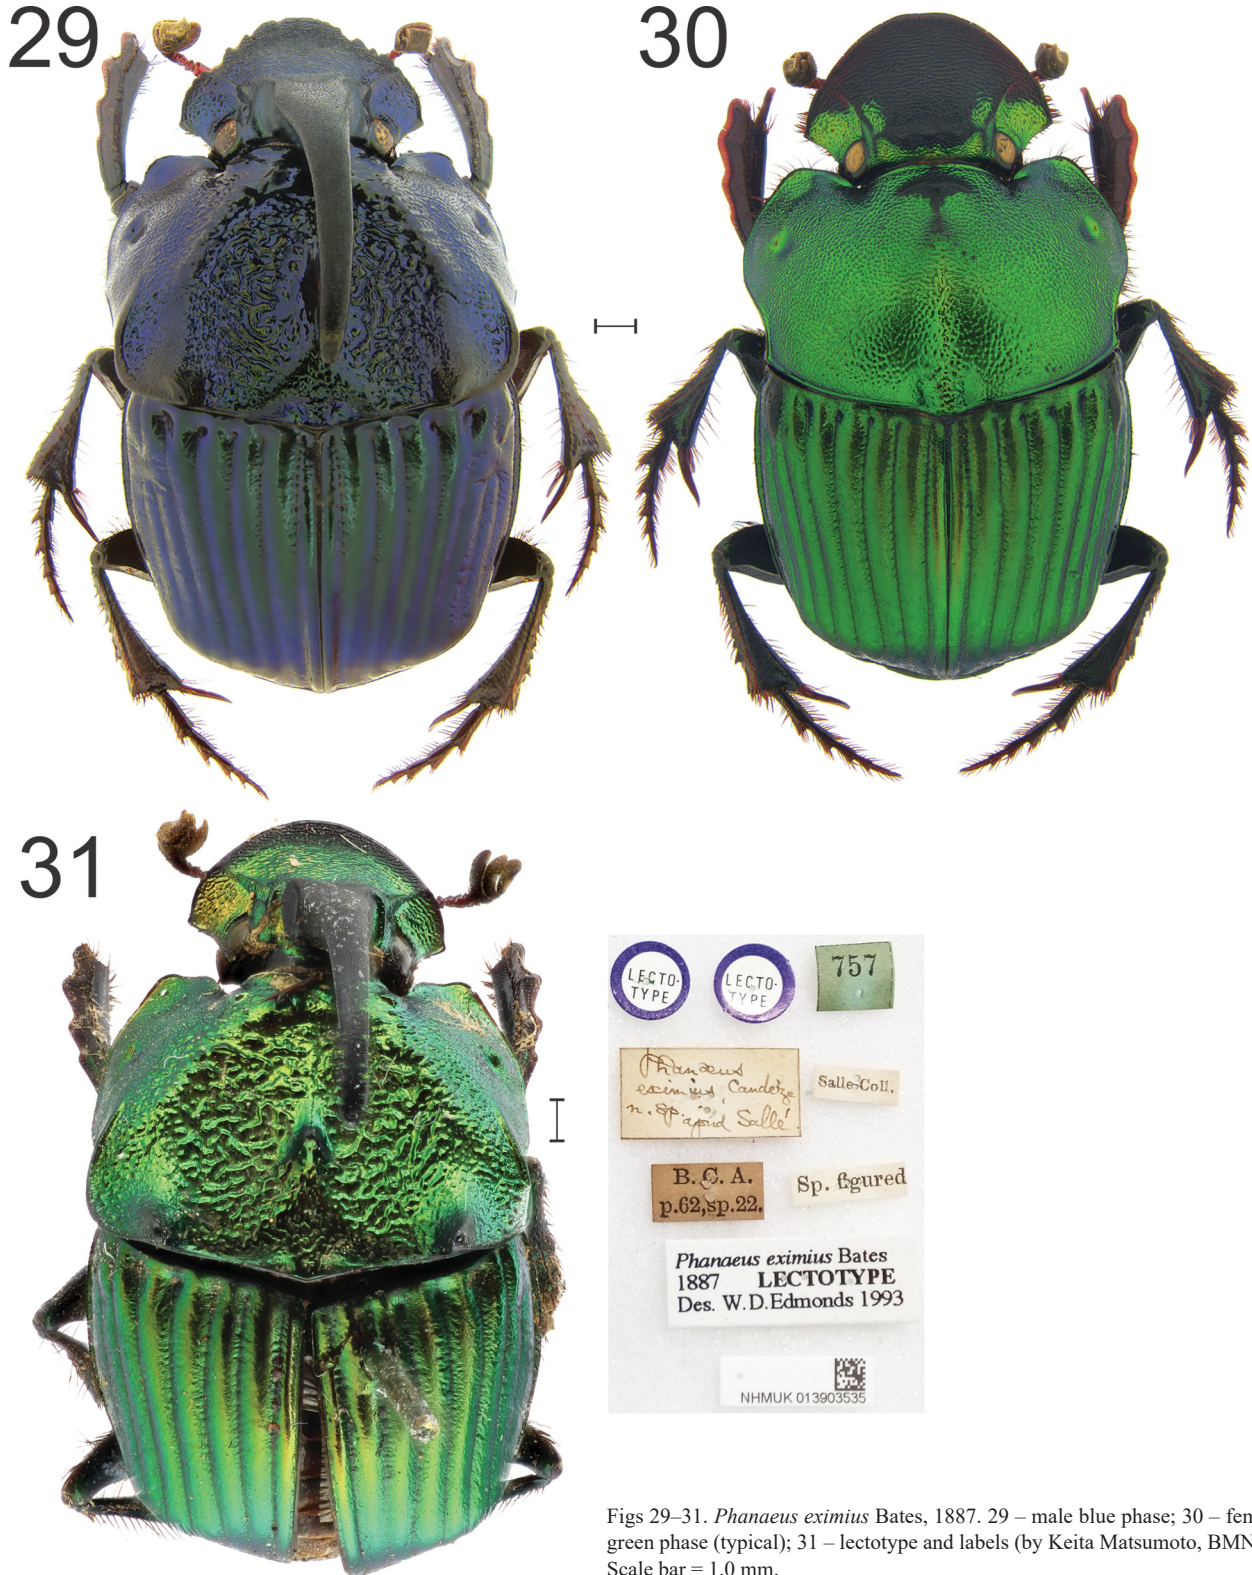 29
30
31
LECTO-
TYPE
LECTO-
TYPE
757
Phanaeus
eximius, Candèze
n. sp. apud Sallé
Sallé Coll.
B.C.A.
p.62,sp.22.
Sp. figured
Phanaeus eximius Bates
1887 LECTOTYPE
Des. W.D.Edmonds 1993
NHMUK 013903535
Figs 29–31. Phanaeus eximius Bates, 1887. 29 – male blue phase; 30 – fem
green phase (typical); 31 – lectotype and labels (by Keita Matsumoto, BMN
Scale bar = 1.0 mm.